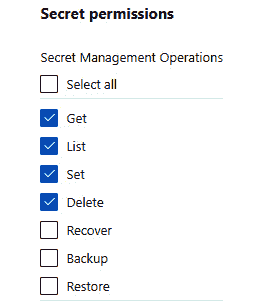 Secret permissions
Secret Management Operations
Select all
Get
List
Set
Delete
Recover
Backup
Restore